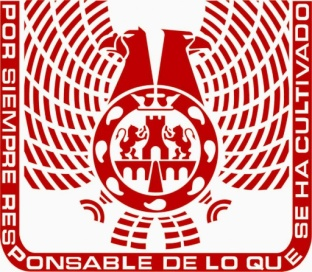 POR SIEMPRE RESPONSABLE DE LO QUE SE HA CULTIVADO